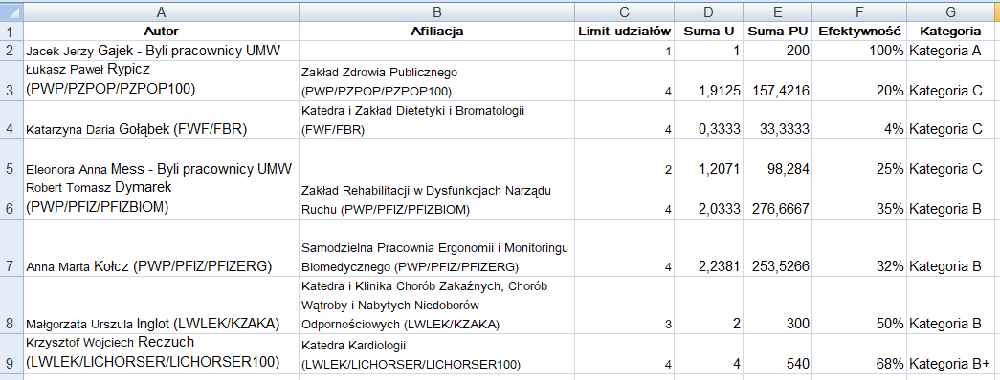 A B C D E F G
1 Autor Afiliacja Limit udziałów Suma U Suma PU Efektywność Kategoria
2 Jacek Jerzy Gajek - Byli pracownicy UMW 1 1 200 100% Kategoria A
Łukasz Paweł Rypicz
Zakład Zdrowia Publicznego
3 (PWP/PZPOP/PZPOP100) (PWP/PZPOP/PZPOP100) 4 1,9125 157,4216 20% Kategoria C
Katedra i Zakład Dietetyki i Bromatologii
4 Katarzyna Daria Gołąbek (FWF/FBR) (FWF/FBR) 4 0,3333 33,3333 4% Kategoria C
5 Eleonora Anna Mess - Byli pracownicy UMW 2 1,2071 98,284 25% Kategoria C
Robert Tomasz Dymarek
Zakład Rehabilitacji w Dysfunkcjach Narządu
6 (PWP/PFIZ/PFIZBIOM) Ruchu (PWP/PFIZ/PFIZBIOM) 4 2,0333 276,6667 35% Kategoria B
Samodzielna Pracownia Ergonomii i Monitoringu
7 Anna Marta Kołcz (PWP/PFIZ/PFIZERG) Biomedycznego (PWP/PFIZ/PFIZERG) 4 2,2381 253,5266 32% Kategoria B
Katedra i Klinika Chorób Zakaźnych, Chorób
Wątroby i Nabytych Niedoborów
8 Małgorzata Urszula Inglot (LWLEK/KZAKA) Odpornościowych (LWLEK/KZAKA) 3 2 300 50% Kategoria B
Krzysztof Wojciech Reczuch
Katedra Kardiologii
9 (LWLEK/LICHORSER/LICHORSER100) (LWLEK/LICHORSER/LICHORSER100) 4 4 540 68% Kategoria B+